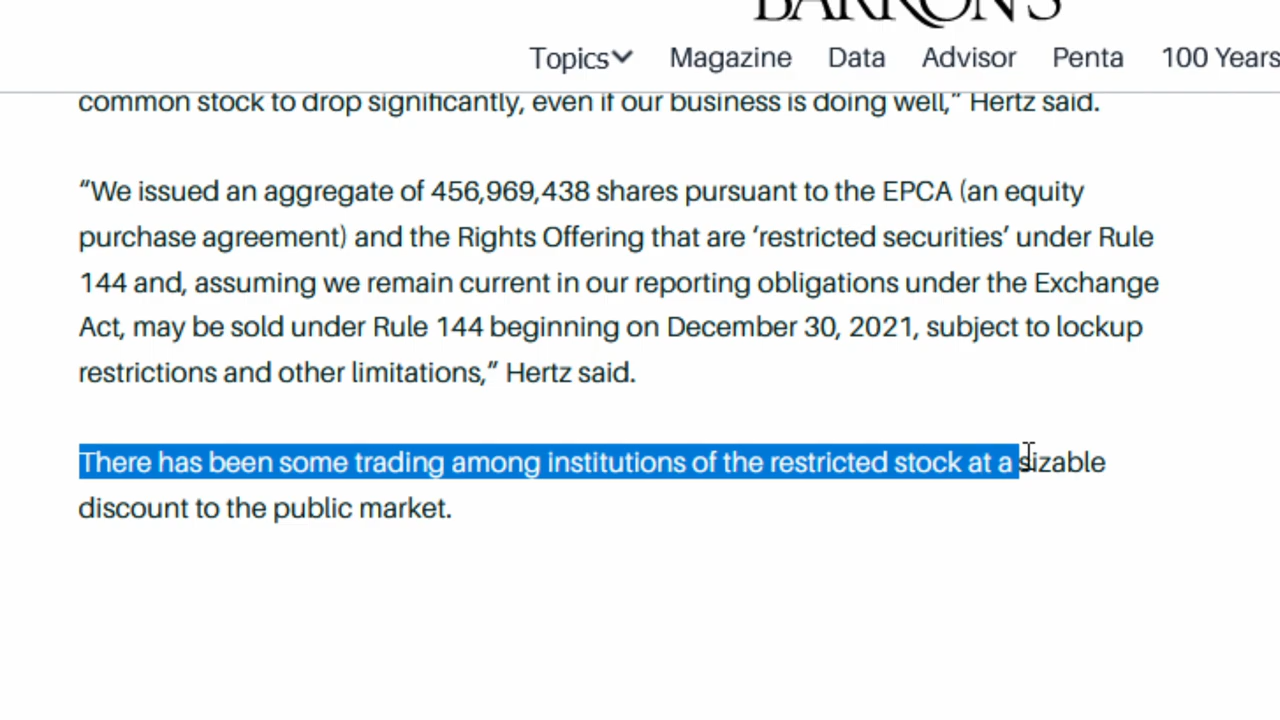 BARRON'S
Topics Magazine Data Advisor Penta 100 Years
common stock to drop significantly, even if our business is doing well,” Hertz said.
“We issued an aggregate of 456,969,438 shares pursuant to the EPCA (an equity
purchase agreement) and the Rights Offering that are ‘restricted securities’ under Rule
144 and, assuming we remain current in our reporting obligations under the Exchange
Act, may be sold under Rule 144 beginning on December 30, 2021, subject to lockup
restrictions and other limitations,” Hertz said.
There has been some trading among institutions of the restricted stock at a sizable
discount to the public market.